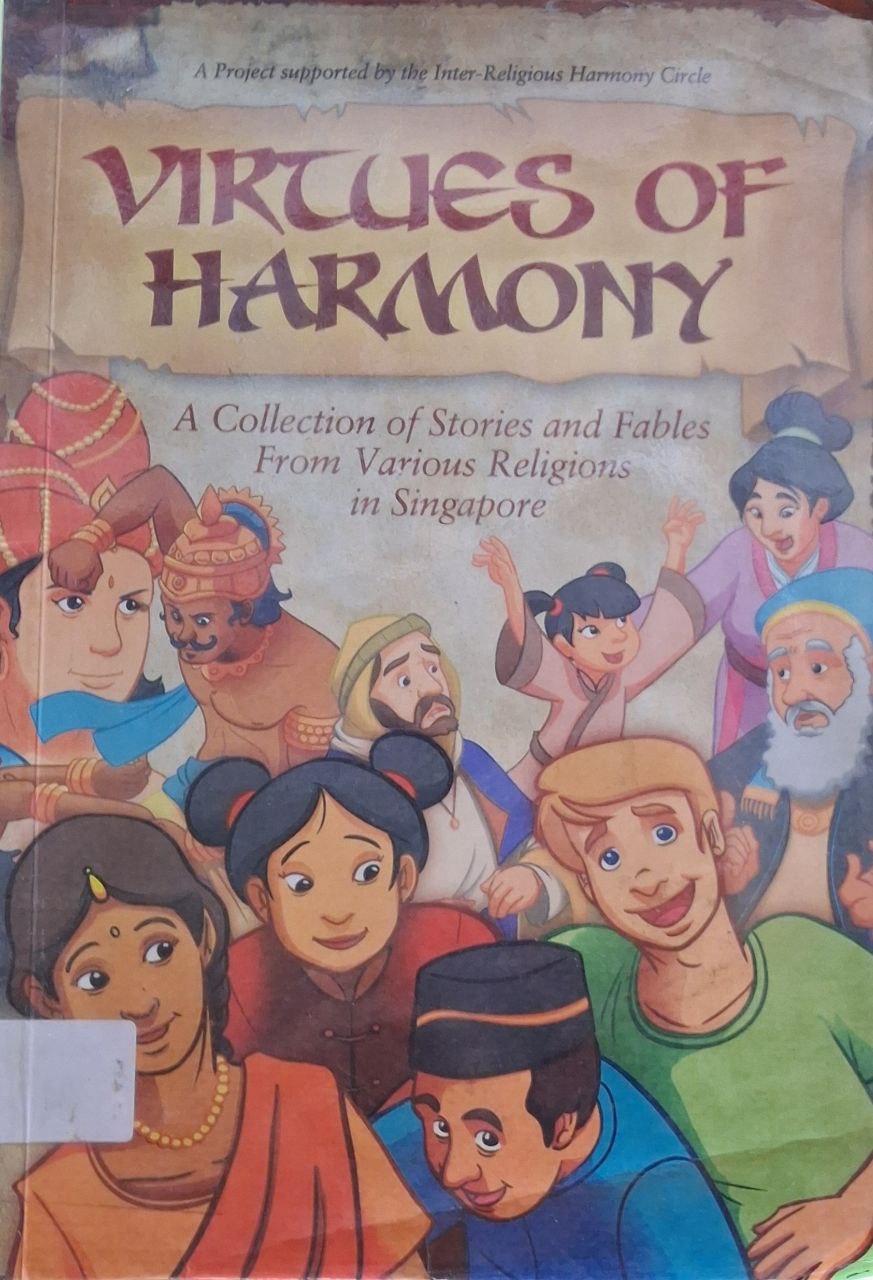 A Project supported by the Inter-Religious Harmony Circle
VIRTUES OF
HARMONY
A Collection of Stories and Fables
From Various Religions
in Singapore